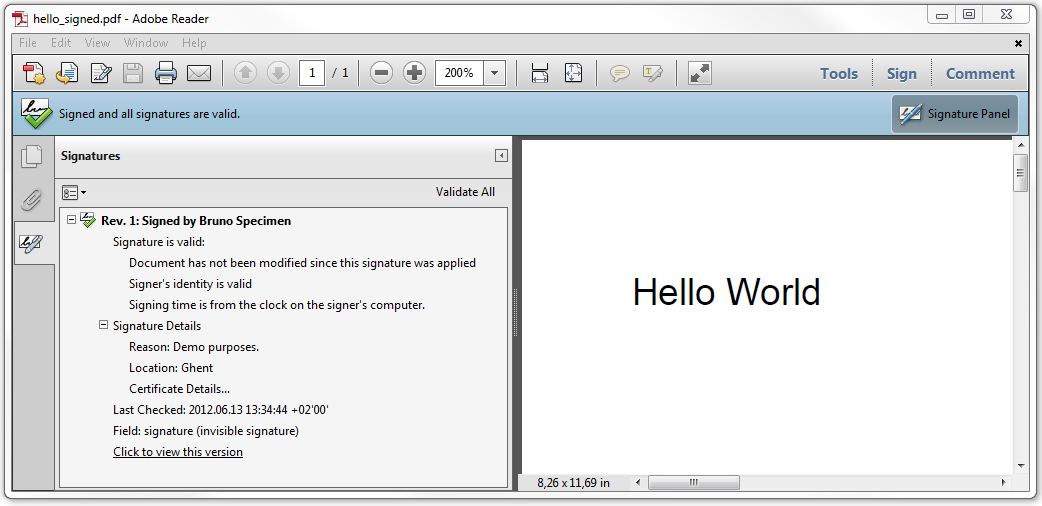 hello_signed.pdf - Adobe Reader
File Edit View Window Help
1 / 1 200% Tools Sign Comment
Signed and all signatures are valid. Signature Panel
Signatures
Validate All
Rev. 1: Signed by Bruno Specimen
Signature is valid:
Document has not been modified since this signature was applied
Signer's identity is valid
Signing time is from the clock on the signer's computer.
Signature Details
Reason: Demo purposes.
Location: Ghent
Certificate Details...
Last Checked: 2012.06.13 13:34:44 +02'00'
Field: signature (invisible signature)
Click to view this version
Hello World
8,26 x 11,69 in